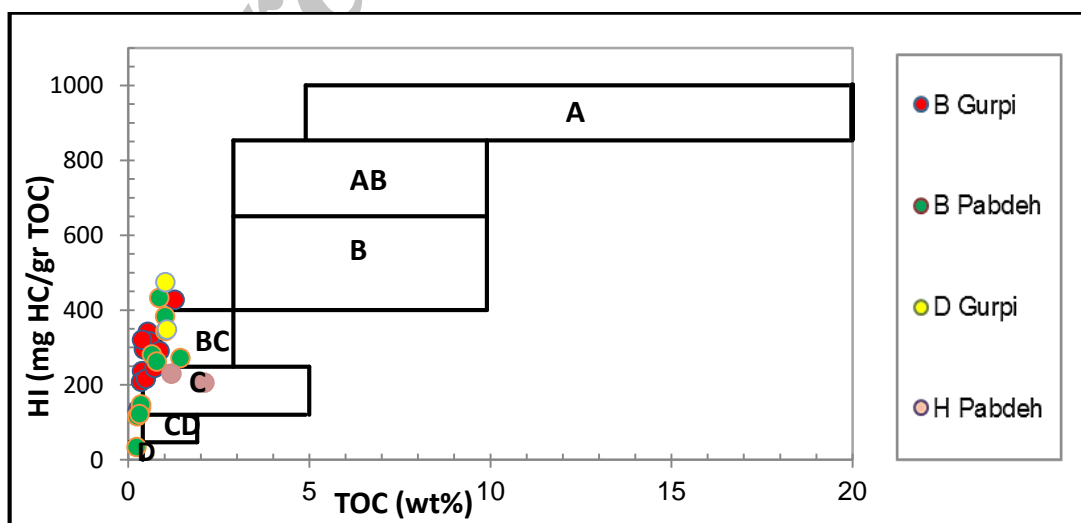 1000
800
600
400
200
0
HI (mg HC/gr TOC)
A
AB
B
BC
C
CD
D
0
5
10
15
20
TOC (wt%)
B Gurpi
B Pabdeh
D Gurpi
H Pabdeh